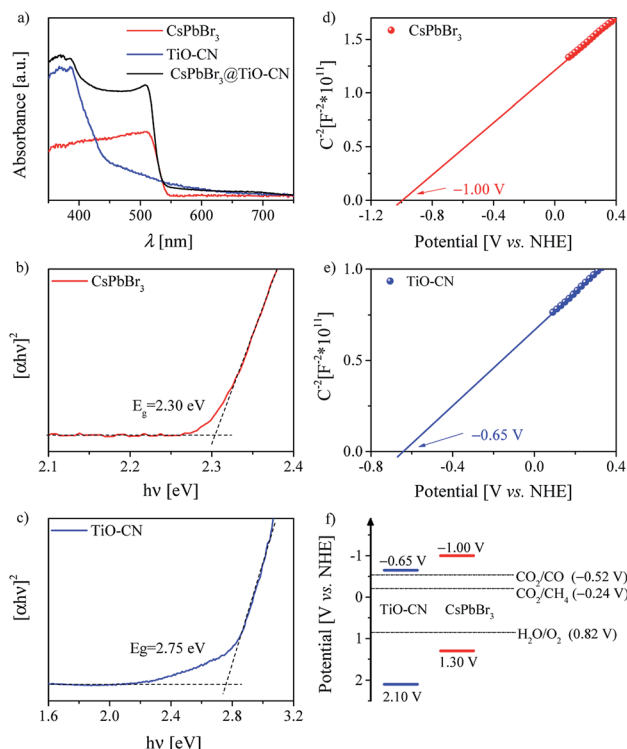 a)
CsPbBr₃
TiO-CN
CsPbBr₃@TiO-CN
Absorbance [a.u.]
400 500 600 700
λ [nm]
d)
CsPbBr₃
C⁻²[F⁻²*10¹¹]
1.5
1.0
0.5
0.0
−1.00 V
-1.2 -0.8 -0.4 0.0 0.4
Potential [V vs. NHE]
b)
CsPbBr₃
[αhν]²
E_g=2.30 eV
2.1 2.2 2.3 2.4
hν [eV]
e)
TiO-CN
C⁻²[F⁻²*10¹¹]
1.0
0.5
0.0
−0.65 V
-0.8 -0.4 0.0 0.4
Potential [V vs. NHE]
c)
TiO-CN
[αhν]²
Eg=2.75 eV
1.6 2.0 2.4 2.8 3.2
hν [eV]
f)
Potential [V vs. NHE]
-1
0
1
2
−0.65 V
−1.00 V
CO₂/CO (−0.52 V)
CO₂/CH₄ (−0.24 V)
TiO-CN CsPbBr₃
H₂O/O₂ (0.82 V)
1.30 V
2.10 V